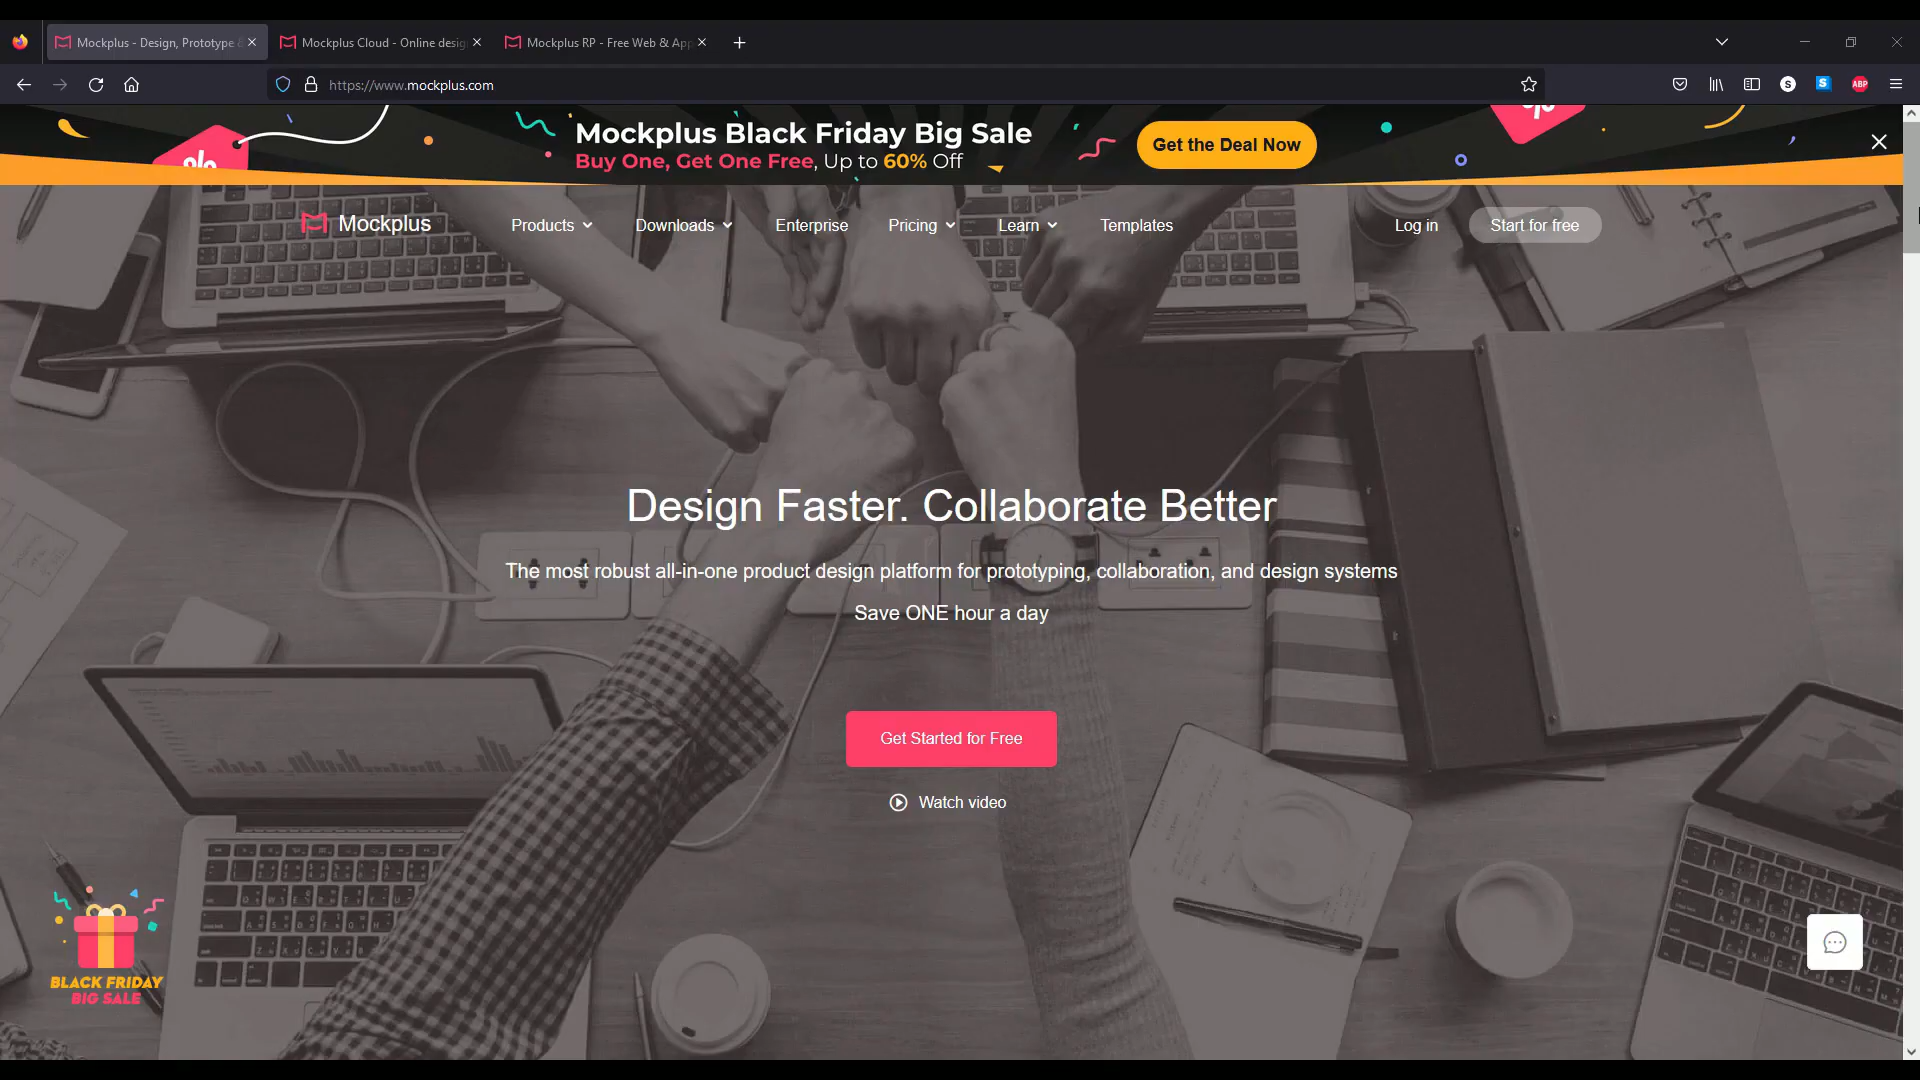 Mockplus - Design, Prototype
Mockplus Cloud - Online desig
Mockplus RP - Free Web & App
https://www.mockplus.com
S
S
ABP
%
%
Mockplus Black Friday Big Sale
Buy One, Get One Free, Up to 60% Off
Get the Deal Now
Mockplus
Products
Downloads
Enterprise
Pricing
Learn
Templates
Log in
Start for free
Design Faster. Collaborate Better
The most robust all-in-one product design platform for prototyping, collaboration, and design systems
Save ONE hour a day
Get Started for Free
Watch video
BLACK FRIDAY
BIG SALE